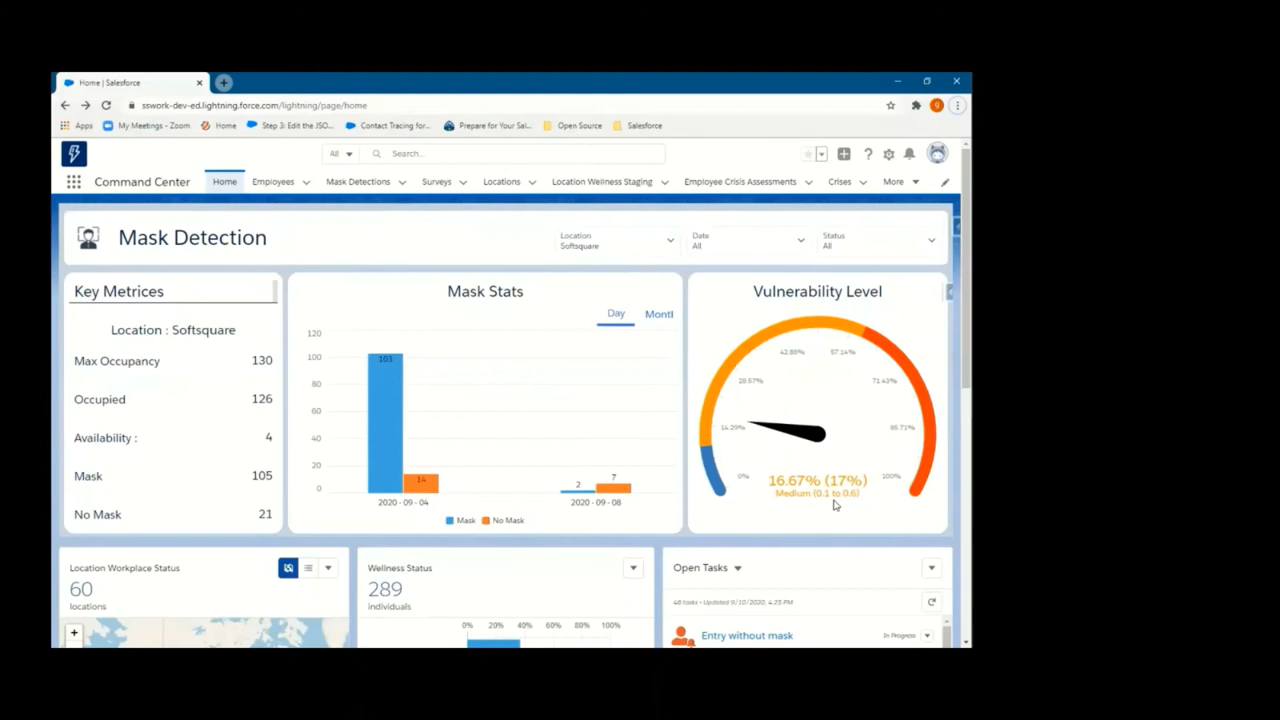 Home | Salesforce
sswork-dev-ed.lightning.force.com/lightning/page/home
Apps My Meetings - Zoom Home Step 3: Edit the JSO... Contact Tracing for... Prepare for Your Sal... Open Source Salesforce
All Search...
Command Center Home Employees Mask Detections Surveys Locations Location Wellness Staging Employee Crisis Assessments Crises More
Mask Detection
Location
Softsquare
Date
All
Status
All
Key Metrices
Location : Softsquare
Max Occupancy 130
Occupied 126
Availability : 4
Mask 105
No Mask 21
Mask Stats
Day Montl
120
100
80
60
40
20
0
103
14
2
7
2020 - 09 - 04
2020 - 09 - 08
Mask No Mask
Vulnerability Level
0%
14.29%
28.57%
42.86%
57.14%
71.43%
85.71%
100%
16.67% (17%)
Medium (0.1 to 0.6)
Location Workplace Status
60
locations
+
Wellness Status
289
individuals
0% 20% 40% 60% 80% 100%
Open Tasks
46 tasks • Updated 9/10/2020, 4:25 PM
Entry without mask In Progress